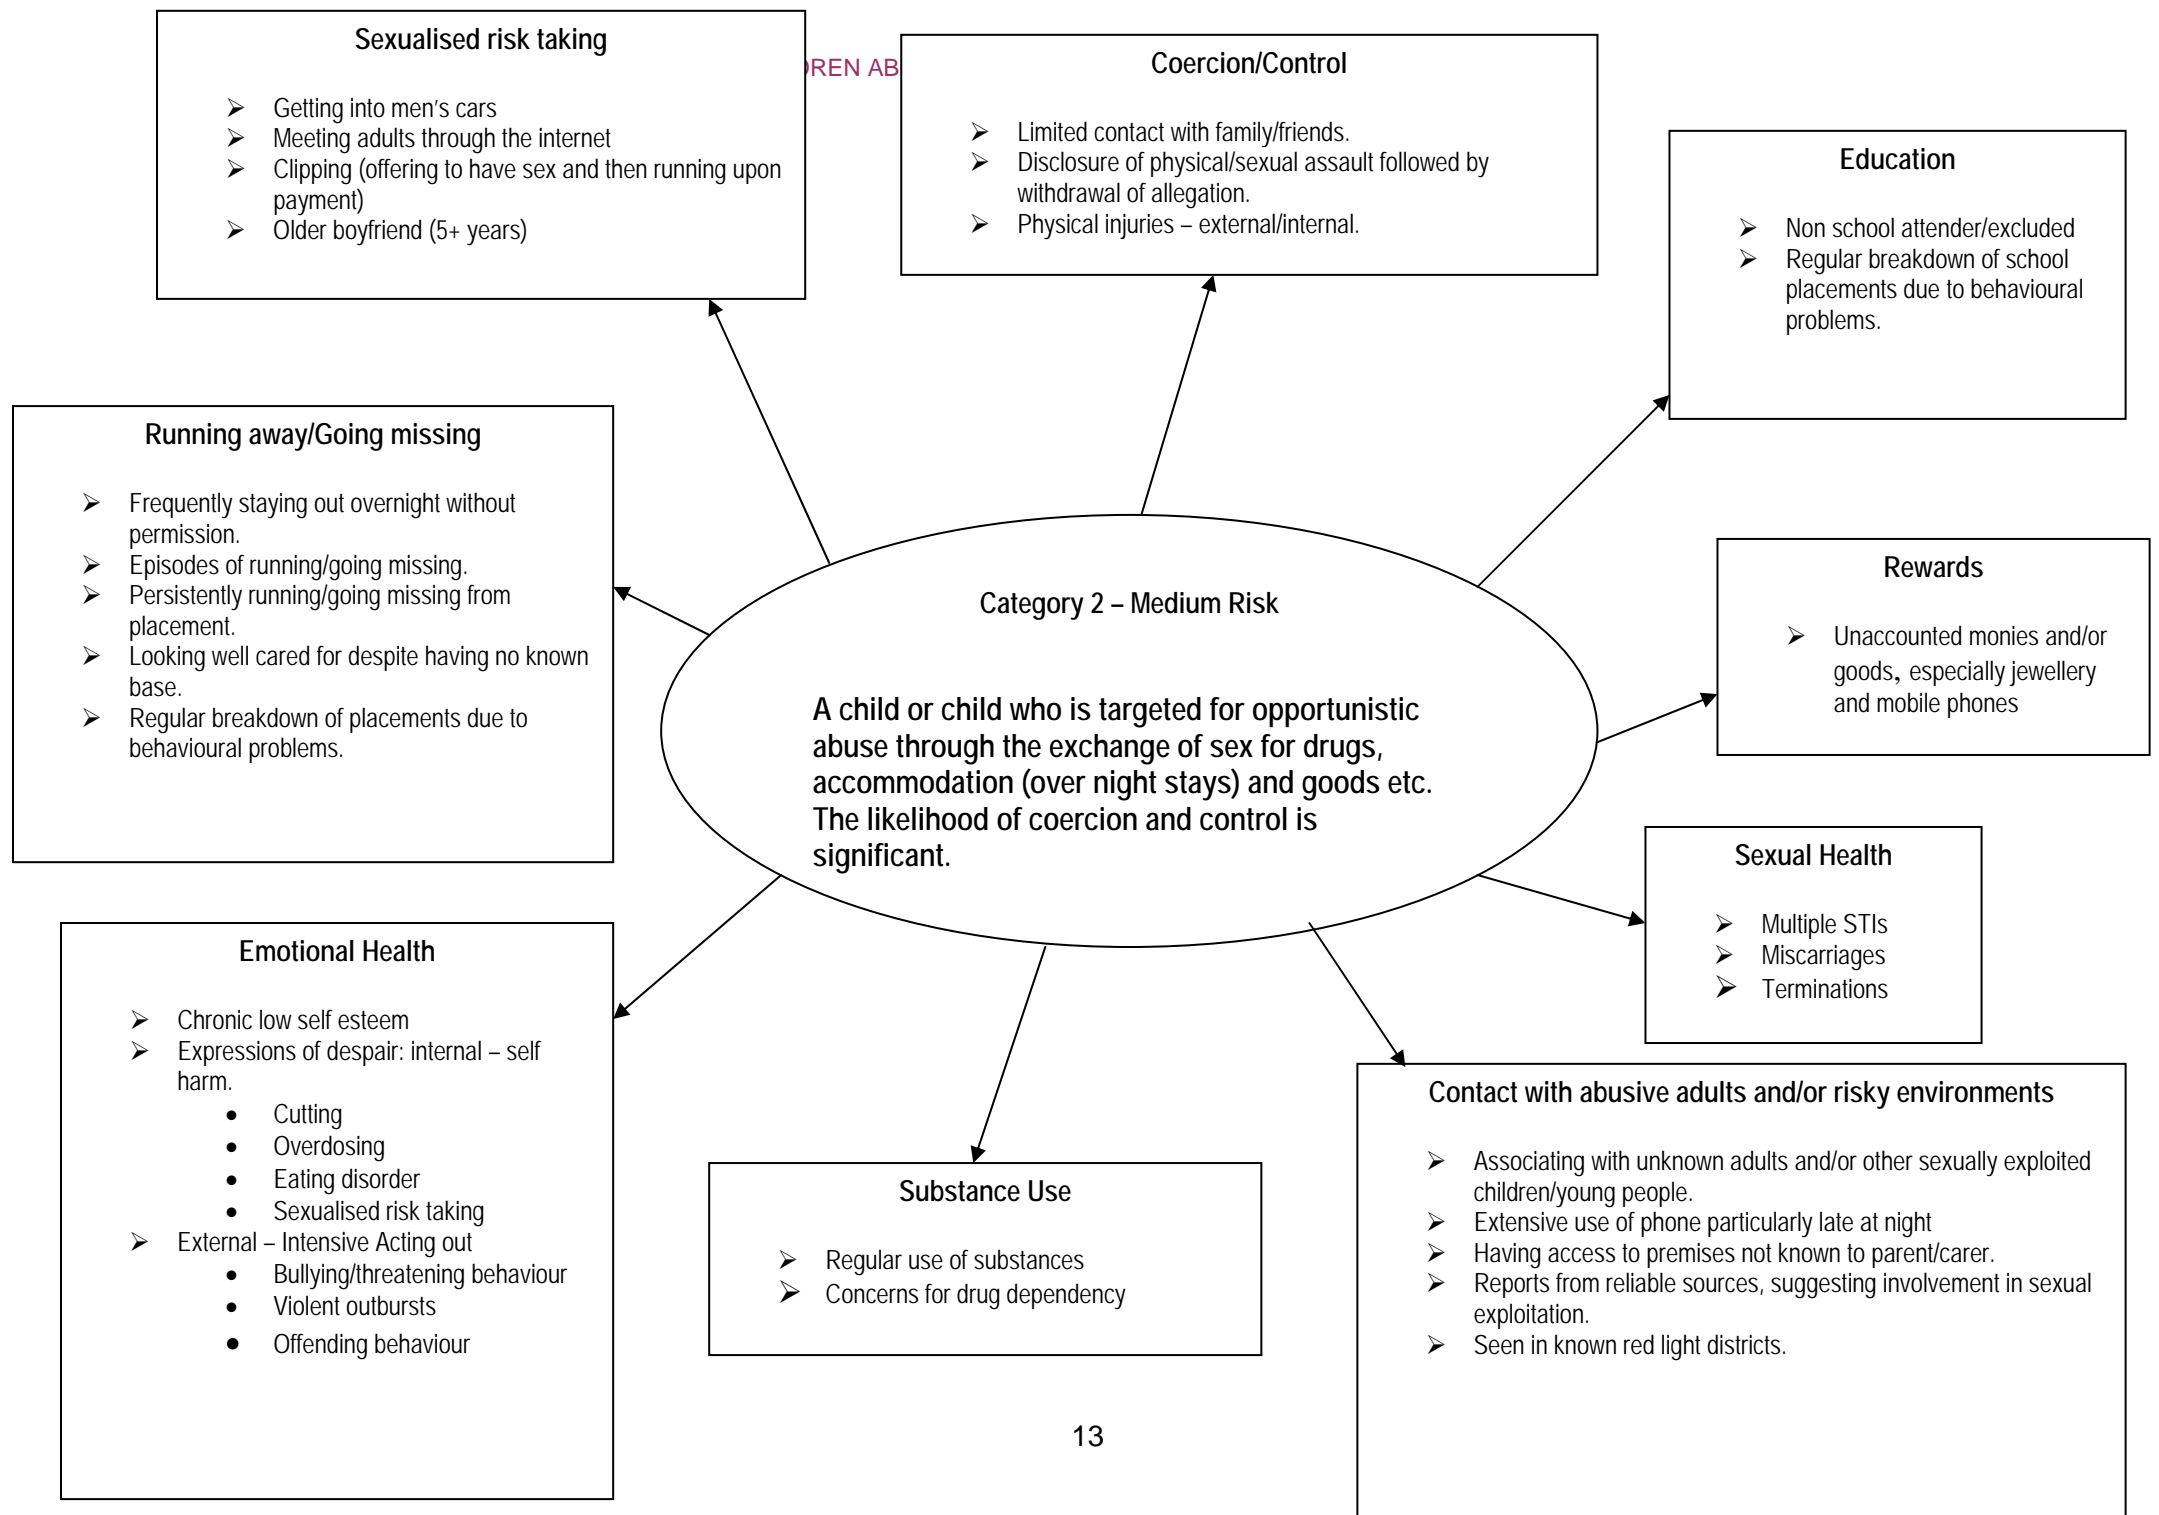 Sexualised risk taking
➢ Getting into men's cars
➢ Meeting adults through the internet
➢ Clipping (offering to have sex and then running upon
payment)
➢ Older boyfriend (5+ years)
REN AB
Coercion/Control
➢ Limited contact with family/friends.
➢ Disclosure of physical/sexual assault followed by
withdrawal of allegation.
➢ Physical injuries – external/internal.
Education
➢ Non school attender/excluded
➢ Regular breakdown of school
placements due to behavioural
problems.
Running away/Going missing
➢ Frequently staying out overnight without
permission.
➢ Episodes of running/going missing.
➢ Persistently running/going missing from
placement.
➢ Looking well cared for despite having no known
base.
➢ Regular breakdown of placements due to
behavioural problems.
Category 2 – Medium Risk
A child or child who is targeted for opportunistic
abuse through the exchange of sex for drugs,
accommodation (over night stays) and goods etc.
The likelihood of coercion and control is
significant.
Rewards
➢ Unaccounted monies and/or
goods, especially jewellery
and mobile phones
Sexual Health
➢ Multiple STIs
➢ Miscarriages
➢ Terminations
Emotional Health
➢ Chronic low self esteem
➢ Expressions of despair: internal – self
harm.
• Cutting
• Overdosing
• Eating disorder
• Sexualised risk taking
➢ External – Intensive Acting out
• Bullying/threatening behaviour
• Violent outbursts
• Offending behaviour
Substance Use
➢ Regular use of substances
➢ Concerns for drug dependency
Contact with abusive adults and/or risky environments
➢ Associating with unknown adults and/or other sexually exploited
children/young people.
➢ Extensive use of phone particularly late at night
➢ Having access to premises not known to parent/carer.
➢ Reports from reliable sources, suggesting involvement in sexual
exploitation.
➢ Seen in known red light districts.
13